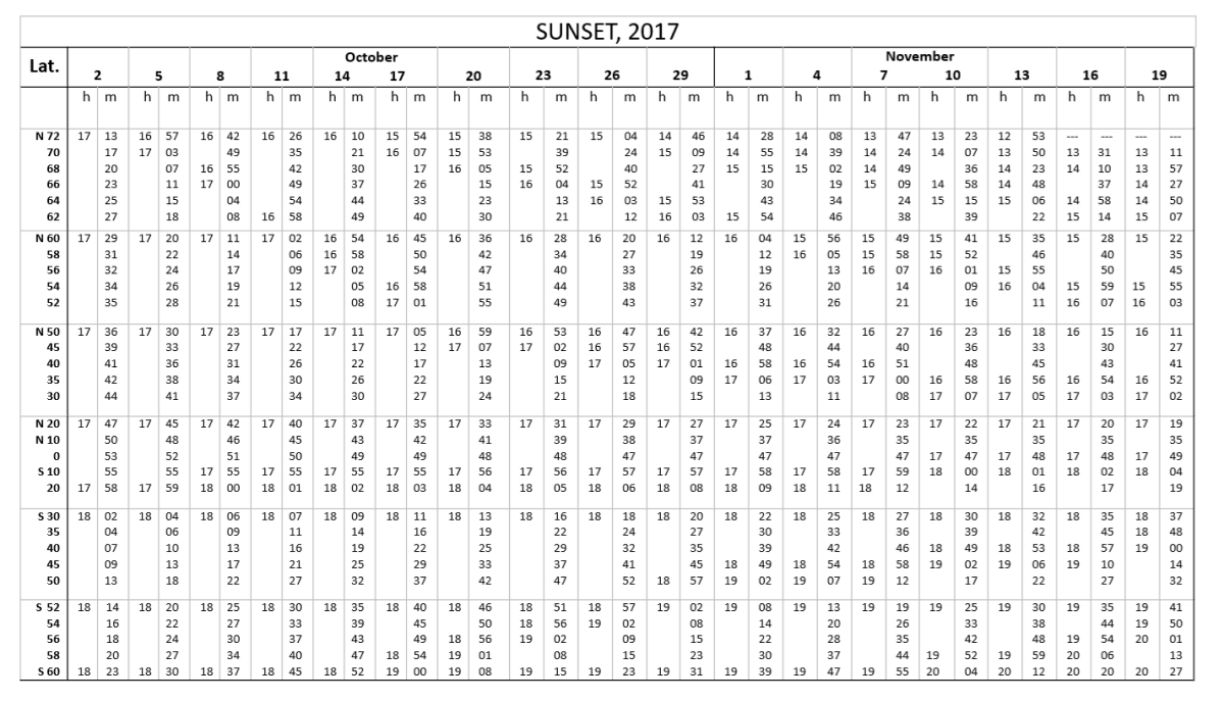 SUNSET, 2017
Lat. October November
2 5 8 11 14 17 20 23 26 29 1 4 7 10 13 16 19
h m h m h m h m h m h m h m h m h m h m h m h m h m h m h m h m h m
N 72 17 13 16 57 16 42 16 26 16 10 15 54 15 38 15 21 15 04 14 46 14 28 14 08 13 47 13 23 12 53 --- --- --- ---
70 17 17 03 49 35 21 16 07 15 53 39 24 15 09 14 55 14 39 14 24 14 07 13 50 13 31 13 11
68 20 07 16 55 42 30 17 16 05 15 52 40 27 15 15 15 02 14 49 36 14 23 14 10 13 57
66 23 11 17 00 49 37 26 15 16 04 15 52 41 30 19 15 09 14 58 14 48 37 14 27
64 25 15 04 54 44 33 23 13 16 03 15 53 43 34 24 15 15 15 06 14 58 14 50
62 27 18 08 16 58 49 40 30 21 12 16 03 15 54 46 38 39 22 15 14 15 07
N 60 17 29 17 20 17 11 17 02 16 54 16 45 16 36 16 28 16 20 16 12 16 04 15 56 15 49 15 41 15 35 15 28 15 22
58 31 22 14 06 16 58 50 42 34 27 19 12 16 05 15 58 15 52 46 40 35
56 32 24 17 09 17 02 54 47 40 33 26 19 13 16 07 16 01 15 55 50 45
54 34 26 19 12 05 16 58 51 44 38 32 26 20 14 09 16 04 15 59 15 55
52 35 28 21 15 08 17 01 55 49 43 37 31 26 21 16 11 16 07 16 03
N 50 17 36 17 30 17 23 17 17 17 11 17 05 16 59 16 53 16 47 16 42 16 37 16 32 16 27 16 23 16 18 16 15 16 11
45 39 33 27 22 17 12 17 07 17 02 16 57 16 52 48 44 40 36 33 30 27
40 41 36 31 26 22 17 13 09 17 05 17 01 16 58 16 54 16 51 48 45 43 41
35 42 38 34 30 26 22 19 15 12 09 17 06 17 03 17 00 16 58 16 56 16 54 16 52
30 44 41 37 34 30 27 24 21 18 15 13 11 08 17 07 17 05 17 03 17 02
N 20 17 47 17 45 17 42 17 40 17 37 17 35 17 33 17 31 17 29 17 27 17 25 17 24 17 23 17 22 17 21 17 20 17 19
N 10 50 48 46 45 43 42 41 39 38 37 37 36 35 35 35 35 35
0 53 52 51 50 49 49 48 48 47 47 47 47 47 17 47 17 48 17 48 17 49
S 10 55 55 17 55 17 55 17 55 17 55 17 56 17 56 17 57 17 57 17 58 17 58 17 59 18 00 18 01 18 02 18 04
20 17 58 17 59 18 00 18 01 18 02 18 03 18 04 18 05 18 06 18 08 18 09 18 11 18 12 14 16 17 19
S 30 18 02 18 04 18 06 18 07 18 09 18 11 18 13 18 16 18 18 18 20 18 22 18 25 18 27 18 30 18 32 18 35 18 37
35 04 06 09 11 14 16 19 22 24 27 30 33 36 39 42 45 18 48
40 07 10 13 16 19 22 25 29 32 35 39 42 46 18 49 18 53 18 57 19 00
45 09 13 17 21 25 29 33 37 41 45 18 49 18 54 18 58 19 02 19 06 19 10 14
50 13 18 22 27 32 37 42 47 52 18 57 19 02 19 07 19 12 17 22 27 32
S 52 18 14 18 20 18 25 18 30 18 35 18 40 18 46 18 51 18 57 19 02 19 08 19 13 19 19 19 25 19 30 19 35 19 41
54 16 22 27 33 39 45 50 18 56 19 02 08 14 20 26 33 38 44 19 50
56 18 24 30 37 43 49 18 56 19 02 09 15 22 28 35 42 48 19 54 20 01
58 20 27 34 40 47 18 54 19 01 08 15 23 30 37 44 19 52 19 59 20 06 13
S 60 18 23 18 30 18 37 18 45 18 52 19 00 19 08 19 15 19 23 19 31 19 39 19 47 19 55 20 04 20 12 20 20 20 27